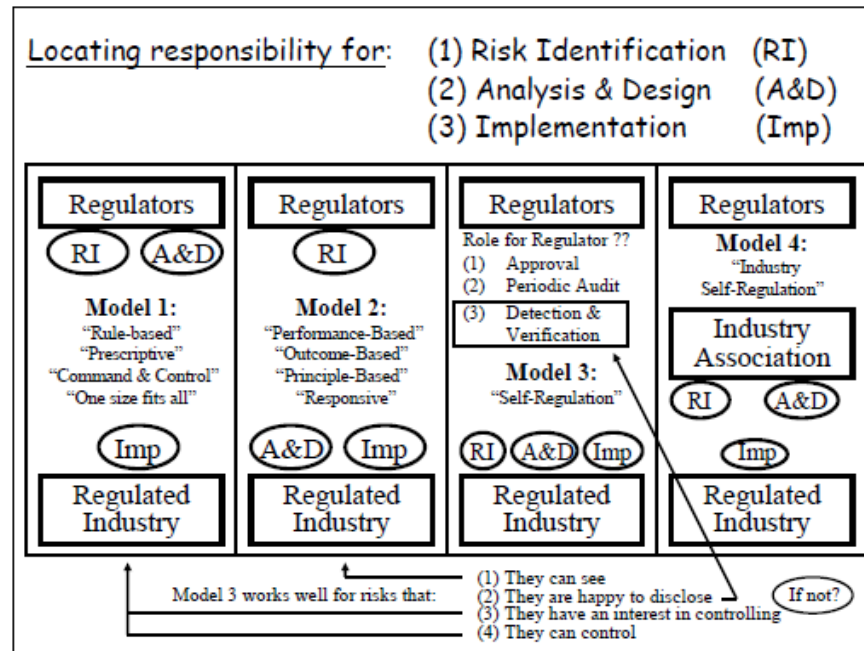 Locating responsibility for: (1) Risk Identification (RI)
(2) Analysis & Design (A&D)
(3) Implementation (Imp)
Regulators
RI A&D
Model 1:
“Rule-based”
“Prescriptive”
“Command & Control”
“One size fits all”
Imp
Regulated
Industry
Regulators
RI
Model 2:
“Performance-Based”
“Outcome-Based”
“Principle-Based”
“Responsive”
A&D Imp
Regulated
Industry
Regulators
Role for Regulator ??
(1) Approval
(2) Periodic Audit
(3) Detection &
Verification
Model 3:
“Self-Regulation”
RI A&D Imp
Regulated
Industry
Regulators
Model 4:
“Industry
Self-Regulation”
Industry
Association
RI A&D
Imp
Regulated
Industry
Model 3 works well for risks that:
(1) They can see
(2) They are happy to disclose
(3) They have an interest in controlling
(4) They can control
If not?